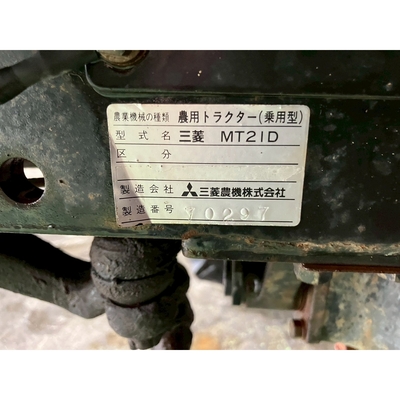 農業機械の種類 農用トラクター(乗用型)
型式名 三菱 MT21D
区分
製造会社 三菱農機株式会社
製造番号 70297